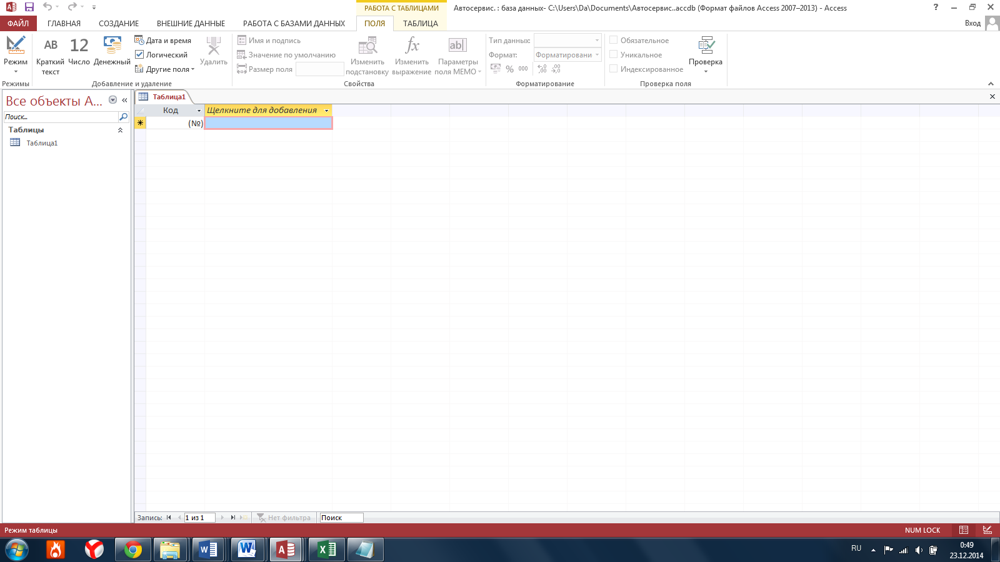 РАБОТА С ТАБЛИЦАМИ
Автосервис. : база данных- C:\Users\Da\Documents\Автосервис..accdb (Формат файлов Access 2007–2013) - Access
ФАЙЛ ГЛАВНАЯ СОЗДАНИЕ ВНЕШНИЕ ДАННЫЕ РАБОТА С БАЗАМИ ДАННЫХ ПОЛЯ ТАБЛИЦА Вход
Режим
Режимы
АВ
Краткий
текст
12
Число
Денежный
Дата и время
Логический
Другие поля
Удалить
Добавление и удаление
Имя и подпись
Значение по умолчанию
Размер поля
Изменить
подстановку
fx
Изменить
выражение
ab|
Параметры
поля МЕМО
Свойства
Тип данных:
Формат: Форматировани
% 000
Форматирование
Обязательное
Уникальное
Индексированное
Проверка
Проверка поля
Все объекты A...
Поиск...
Таблицы
Таблица1
Таблица1
Код Щелкните для добавления
(№)
Запись: 1 из 1 Нет фильтра Поиск
Режим таблицы NUM LOCK
RU 0:49
23.12.2014